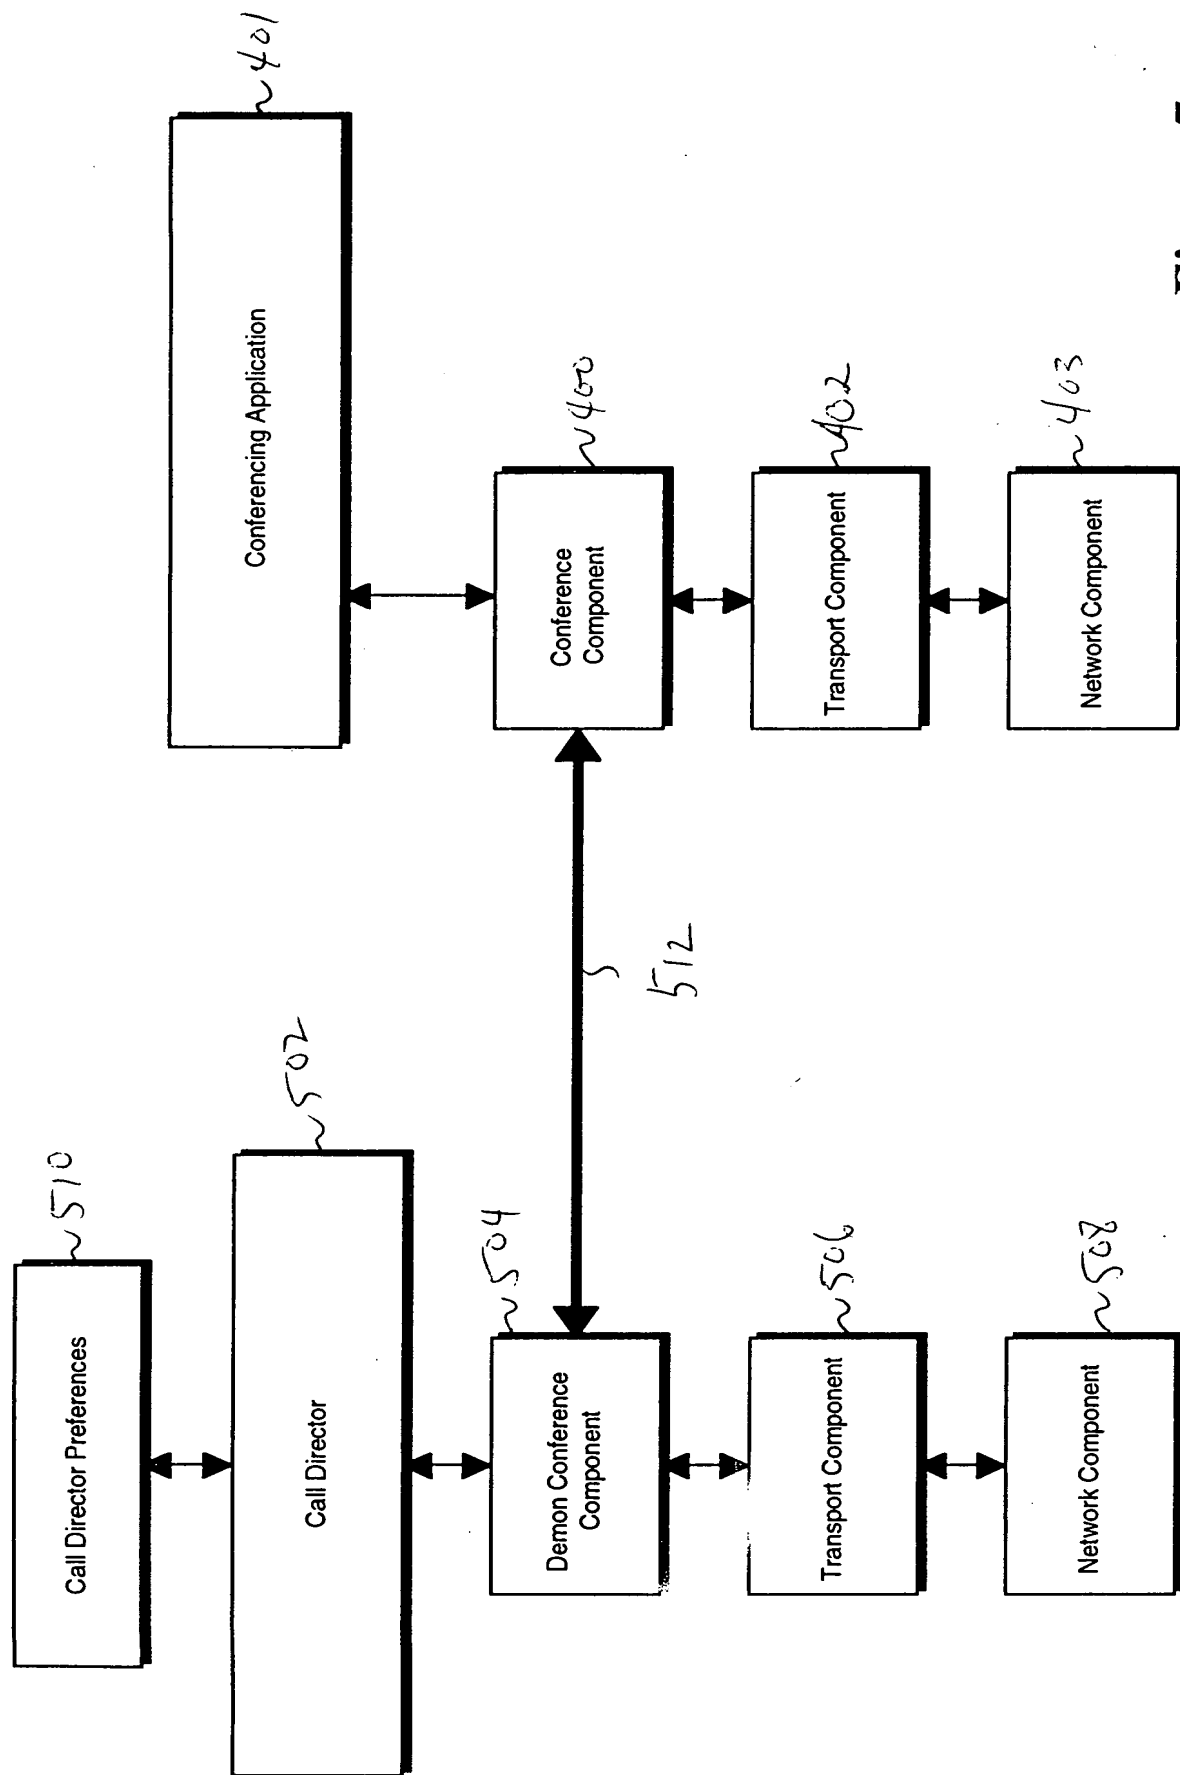 Call Director Preferences
510
Call Director
502
Demon Conference
Component
504
Transport Component
506
Network Component
508
512
Conferencing Application
401
Conference
Component
400
Transport Component
402
Network Component
403